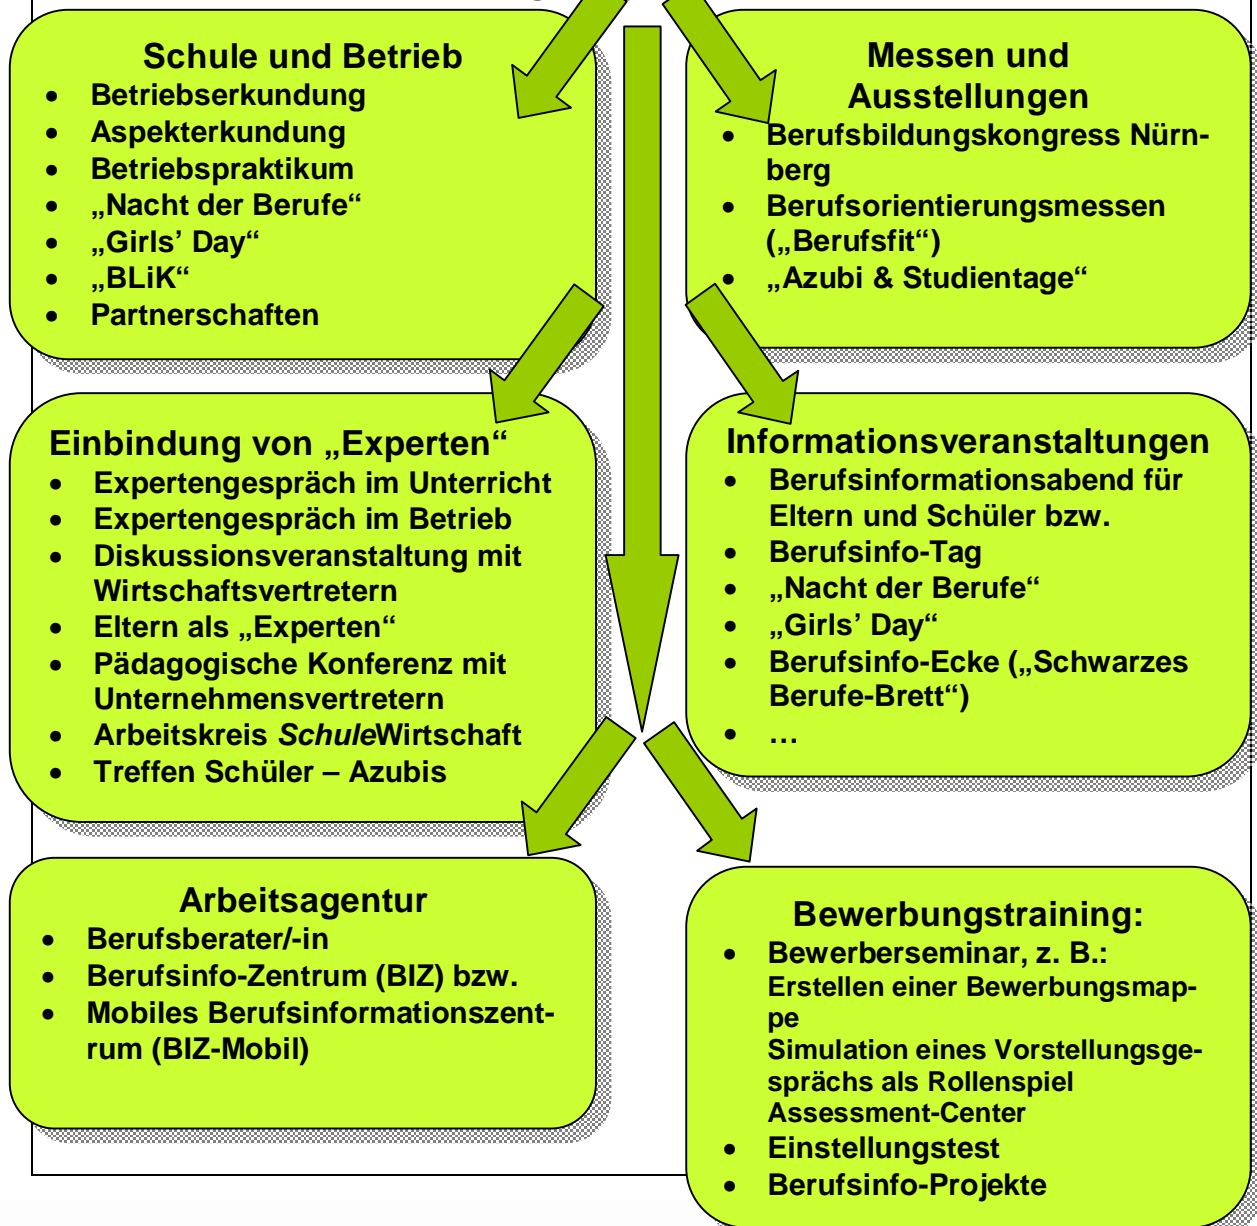 Schule und Betrieb
• Betriebserkundung
• Aspekterkundung
• Betriebspraktikum
• „Nacht der Berufe“
• „Girls’ Day“
• „BLiK“
• Partnerschaften
Messen und
Ausstellungen
• Berufsbildungskongress Nürn-
berg
• Berufsorientierungsmessen
(„Berufsfit“)
• „Azubi & Studientage“
Einbindung von „Experten“
• Expertengespräch im Unterricht
• Expertengespräch im Betrieb
• Diskussionsveranstaltung mit
Wirtschaftsvertretern
• Eltern als „Experten“
• Pädagogische Konferenz mit
Unternehmensvertretern
• Arbeitskreis SchuleWirtschaft
• Treffen Schüler – Azubis
Informationsveranstaltungen
• Berufsinformationsabend für
Eltern und Schüler bzw.
• Berufsinfo-Tag
• „Nacht der Berufe“
• „Girls’ Day“
• Berufsinfo-Ecke („Schwarzes
Berufe-Brett“)
• …
Arbeitsagentur
• Berufsberater/-in
• Berufsinfo-Zentrum (BIZ) bzw.
• Mobiles Berufsinformationszent-
rum (BIZ-Mobil)
Bewerbungstraining:
• Bewerberseminar, z. B.:
Erstellen einer Bewerbungsmap-
pe
Simulation eines Vorstellungsge-
sprächs als Rollenspiel
Assessment-Center
• Einstellungstest
• Berufsinfo-Projekte